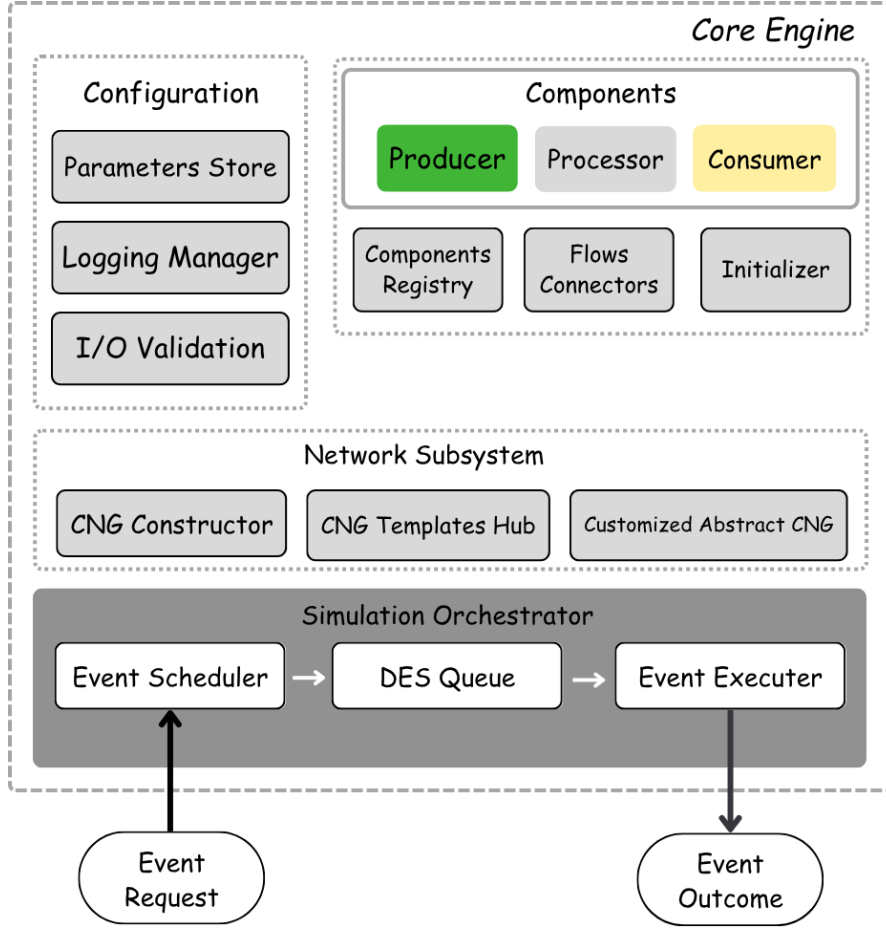 Core Engine
Configuration
Parameters Store
Logging Manager
I/O Validation
Components
Producer
Processor
Consumer
Components
Registry
Flows
Connectors
Initializer
Network Subsystem
CNG Constructor
CNG Templates Hub
Customized Abstract CNG
Simulation Orchestrator
Event Scheduler
DES Queue
Event Executer
Event
Request
Event
Outcome